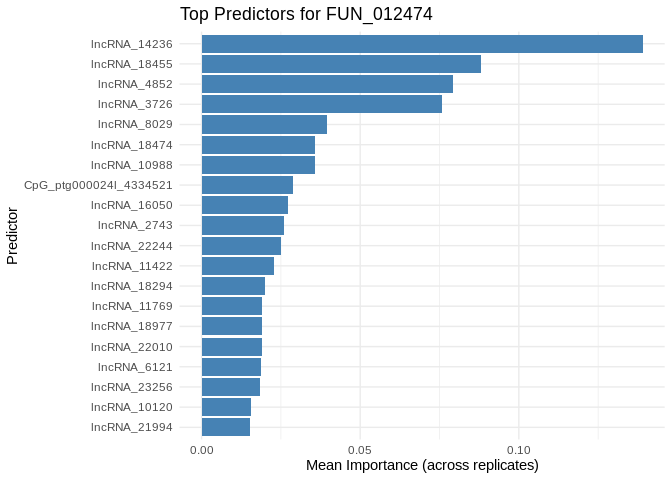 Top Predictors for FUN_012474
Predictor
lncRNA_14236
lncRNA_18455
lncRNA_4852
lncRNA_3726
lncRNA_8029
lncRNA_18474
lncRNA_10988
CpG_ptg000024l_4334521
lncRNA_16050
lncRNA_2743
lncRNA_22244
lncRNA_11422
lncRNA_18294
lncRNA_11769
lncRNA_18977
lncRNA_22010
lncRNA_6121
lncRNA_23256
lncRNA_10120
lncRNA_21994
0.00 0.05 0.10
Mean Importance (across replicates)